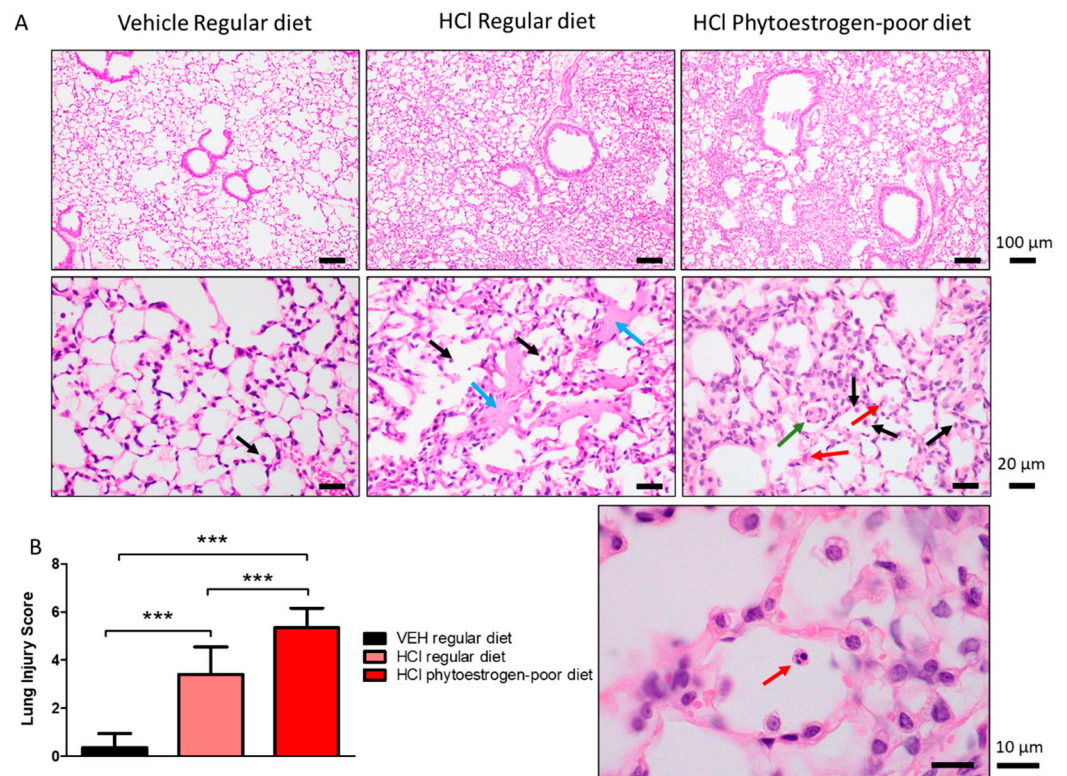 A
Vehicle Regular diet
HCl Regular diet
HCl Phytoestrogen-poor diet
100 µm
20 µm
B
***
***
***
Lung Injury Score
8
6
4
2
0
VEH regular diet
HCl regular diet
HCl phytoestrogen-poor diet
10 µm